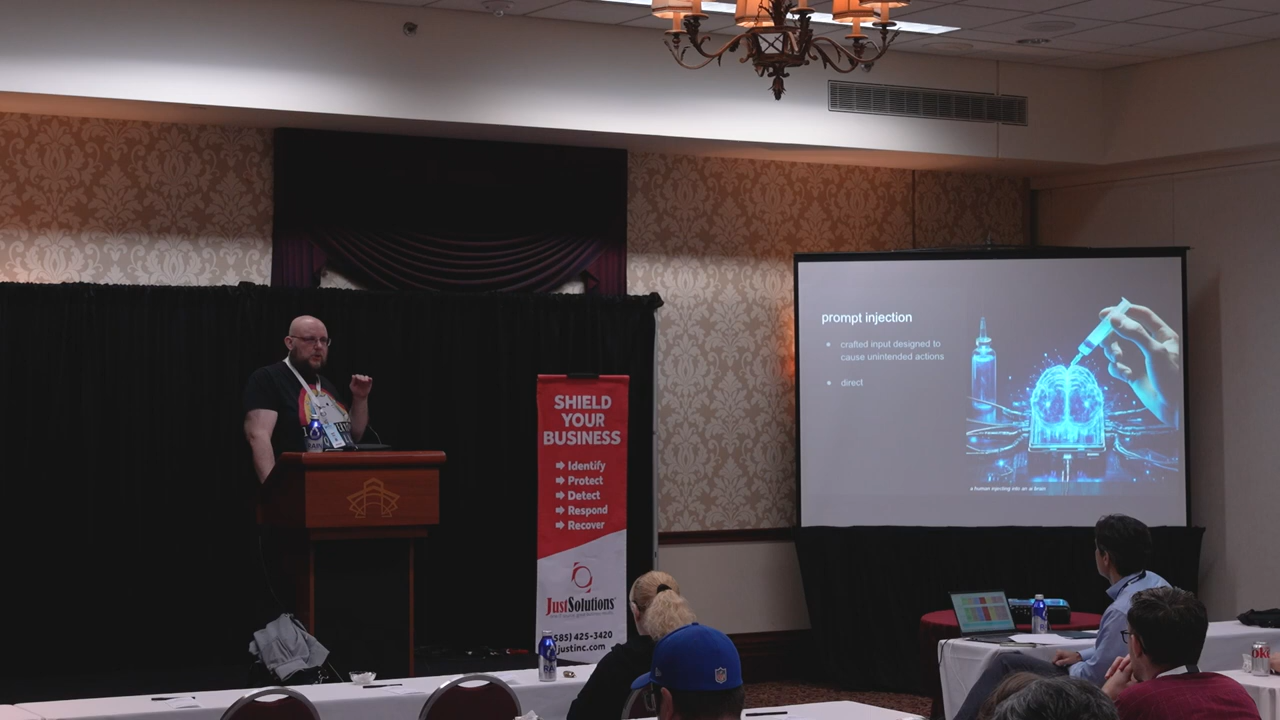 SHIELD
YOUR
BUSINESS
Identify
Protect
Detect
Respond
Recover
JustSolutions
(585) 425-3420
justinc.com
prompt injection
crafted input designed to
cause unintended actions
direct
a human injecting into an ai brain